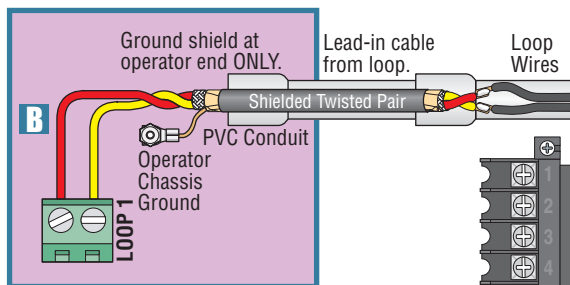 Ground shield at
operator end ONLY.
Lead-in cable
from loop.
Loop
Wires
Shielded Twisted Pair
B
PVC Conduit
Operator
Chassis
Ground
LOOP 1
1
2
3
4